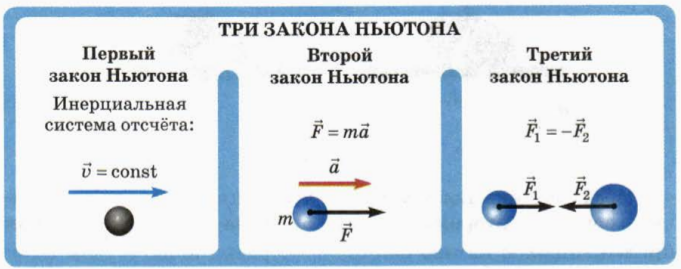 ТРИ ЗАКОНА НЬЮТОНА
Первый
закон Ньютона
Инерциальная
система отсчёта:
v⃗ = const
Второй
закон Ньютона
F⃗ = ma⃗
a⃗
m
F⃗
Третий
закон Ньютона
F⃗₁ = −F⃗₂
F⃗₁ F⃗₂